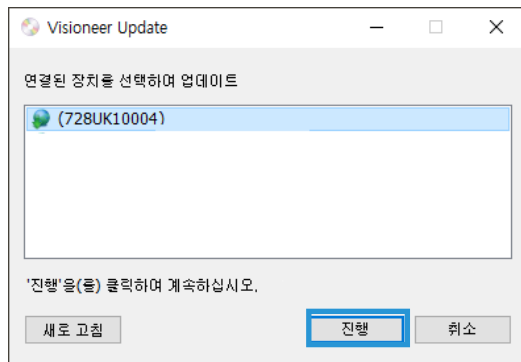 Visioneer Update
연결된 장치을 선택하여 업데이트
(728UK10004)
'진행'을(를) 클릭하여 계속하십시오.
새로 고침
진행
취소